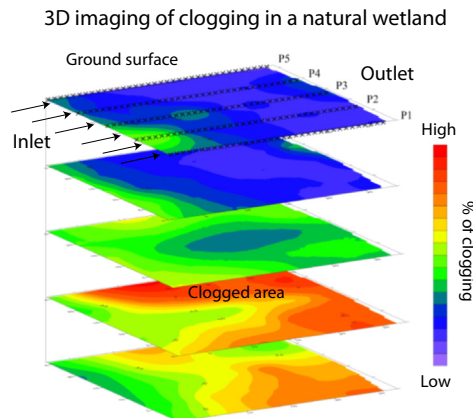 3D imaging of clogging in a natural wetland
Ground surface
P5
P4
P3
P2
P1
Outlet
Inlet
High
% of clogging
Low
Clogged area